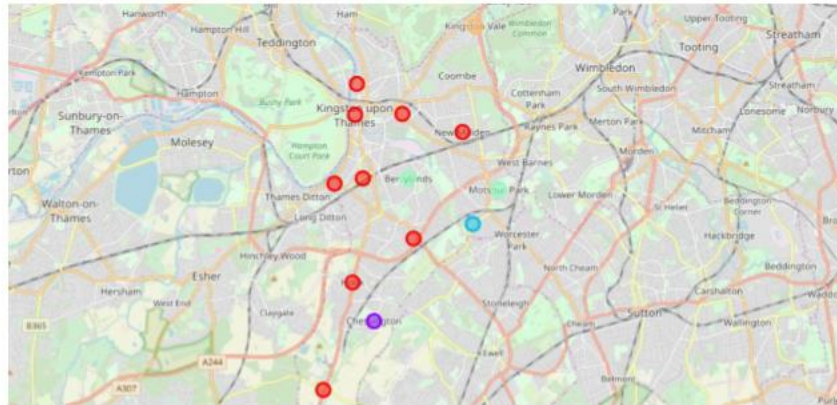 Hanworth
Ham
Kingston Vale
Wimbledon
Common
Park
Upper Tooting
Hampton Hill
Teddington
Streatham
Tooting
Kempton Park
Coombe
Wimbledon
Hampton
Bushy Park
Cottenham
Park
South Wimbledon
Streatham
Lonesome
Norbury
Sunbury-on-
Thames
Kingston upon
Thames
Molesey
Raynes Park
Merton Park
Mitcham
Hampton
Court Park
West Barnes
Morden
Walton-on-
Thames
Thames Ditton
Motspur Park
Lower Morden
Beddington
Corner
St Helier
Long Ditton
Worcester
Park
Hackbridge
Hinchley Wood
Esher
North Cheam
Beddington
Hersham
West End
Claygate
Stoneleigh
Carshalton
B365
Cheam
Sutton
Wallington
A244
Ewell
A307
Belmont